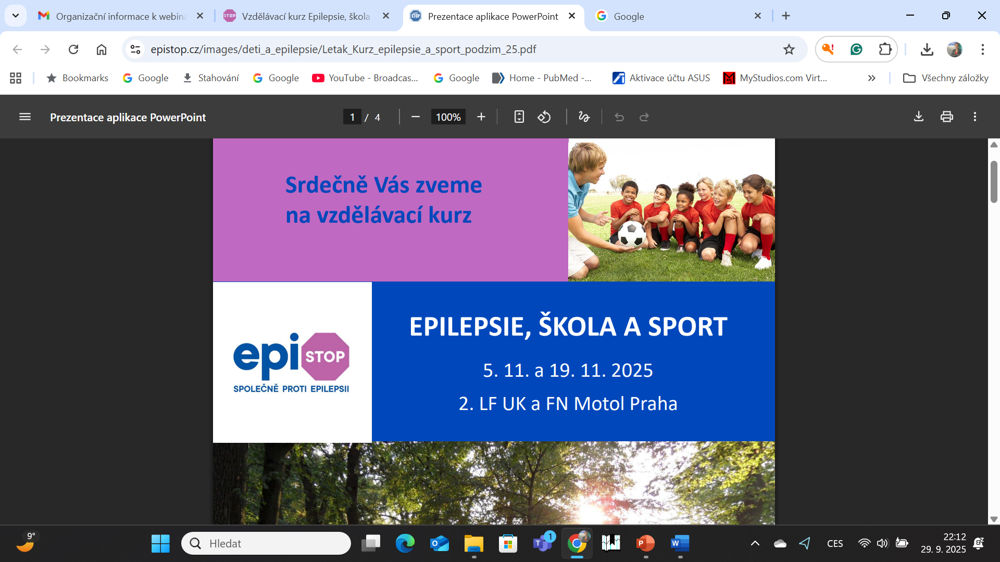 Organizační informace k webiná
Vzdělávací kurz Epilepsie, škola
Prezentace aplikace PowerPoint
Google
epistop.cz/images/deti_a_epilepsie/Letak_Kurz_epilepsie_a_sport_podzim_25.pdf
Bookmarks
Google
Stahování
Google
YouTube - Broadcas...
Google
Home - PubMed -...
Aktivace účtu ASUS
MyStudios.com Virt...
»
Všechny záložky
Prezentace aplikace PowerPoint
1 / 4
100%
Srdečně Vás zveme
na vzdělávací kurz
EPILEPSIE, ŠKOLA A SPORT
5. 11. a 19. 11. 2025
2. LF UK a FN Motol Praha
epi STOP
SPOLEČNĚ PROTI EPILEPSII
9°
Hledat
1
CES
22:12
29. 9. 2025